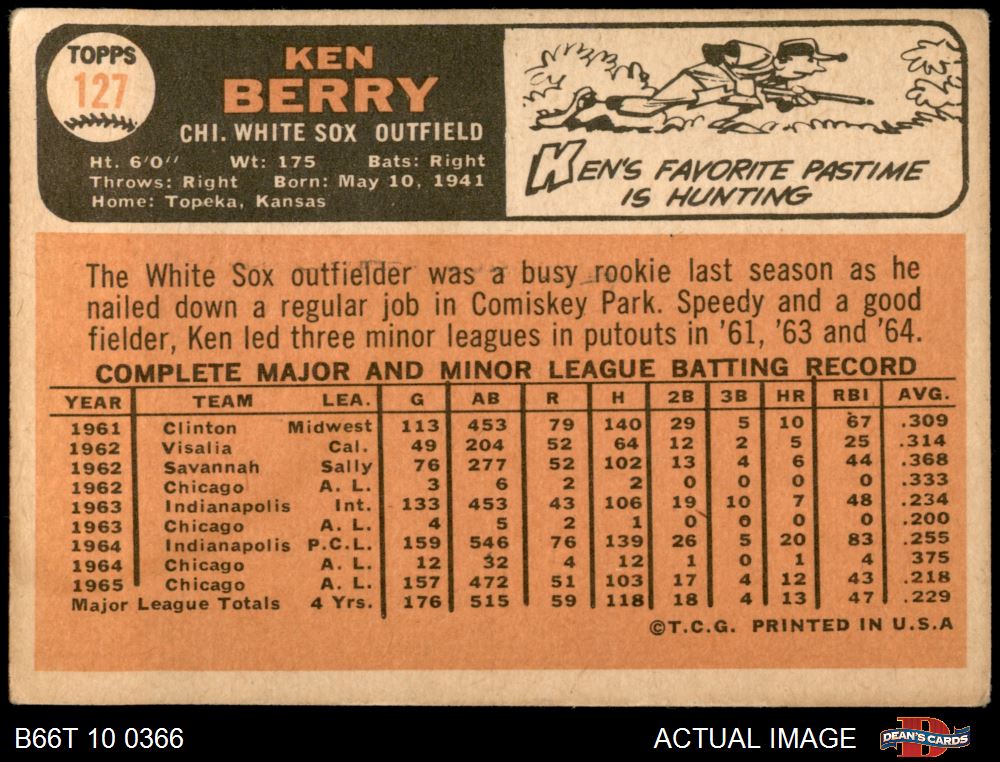 TOPPS
127
KEN
BERRY
CHI. WHITE SOX OUTFIELD
Ht. 6'0" Wt: 175 Bats: Right
Throws: Right Born: May 10, 1941
Home: Topeka, Kansas
KEN'S FAVORITE PASTIME
IS HUNTING
The White Sox outfielder was a busy rookie last season as he
nailed down a regular job in Comiskey Park. Speedy and a good
fielder, Ken led three minor leagues in putouts in '61, '63 and '64.
COMPLETE MAJOR AND MINOR LEAGUE BATTING RECORD
YEAR TEAM LEA. G AB R H 2B 3B HR RBI AVG.
1961 Clinton Midwest 113 453 79 140 29 5 10 67 .309
1962 Visalia Cal. 49 204 52 64 12 2 5 25 .314
1962 Savannah Sally 76 277 52 102 13 4 6 44 .368
1962 Chicago A. L. 3 6 2 2 0 0 0 0 .333
1963 Indianapolis Int. 133 453 43 106 19 10 7 48 .234
1963 Chicago A. L. 4 5 2 1 0 0 0 0 .200
1964 Indianapolis P.C.L. 159 546 76 139 26 5 20 83 .255
1964 Chicago A. L. 12 32 4 12 1 0 1 4 375
1965 Chicago A. L. 157 472 51 103 17 4 12 43 .218
Major League Totals 4 Yrs. 176 515 59 118 18 4 13 47 .229
©T.C.G. PRINTED IN U.S.A
B66T 10 0366
ACTUAL IMAGE
D
DEAN'S CARDS